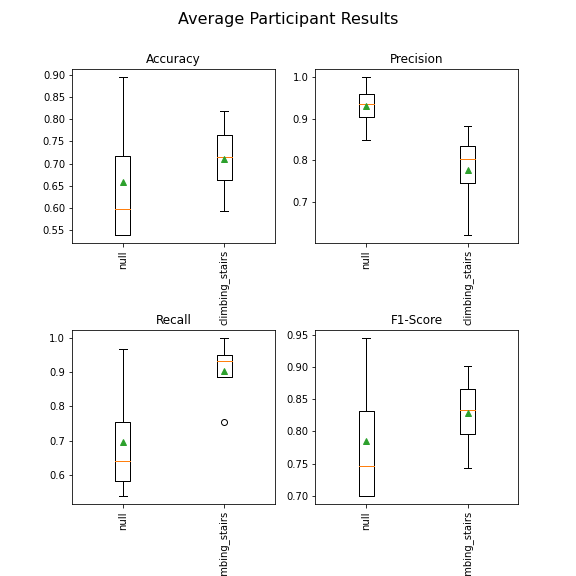 Average Participant Results
Accuracy
0.90
0.85
0.80
0.75
0.70
0.65
0.60
0.55
null
climbing_stairs
Precision
1.0
0.9
0.8
0.7
null
climbing_stairs
Recall
1.0
0.9
0.8
0.7
0.6
null
mbing_stairs
F1-Score
0.95
0.90
0.85
0.80
0.75
0.70
null
mbing_stairs